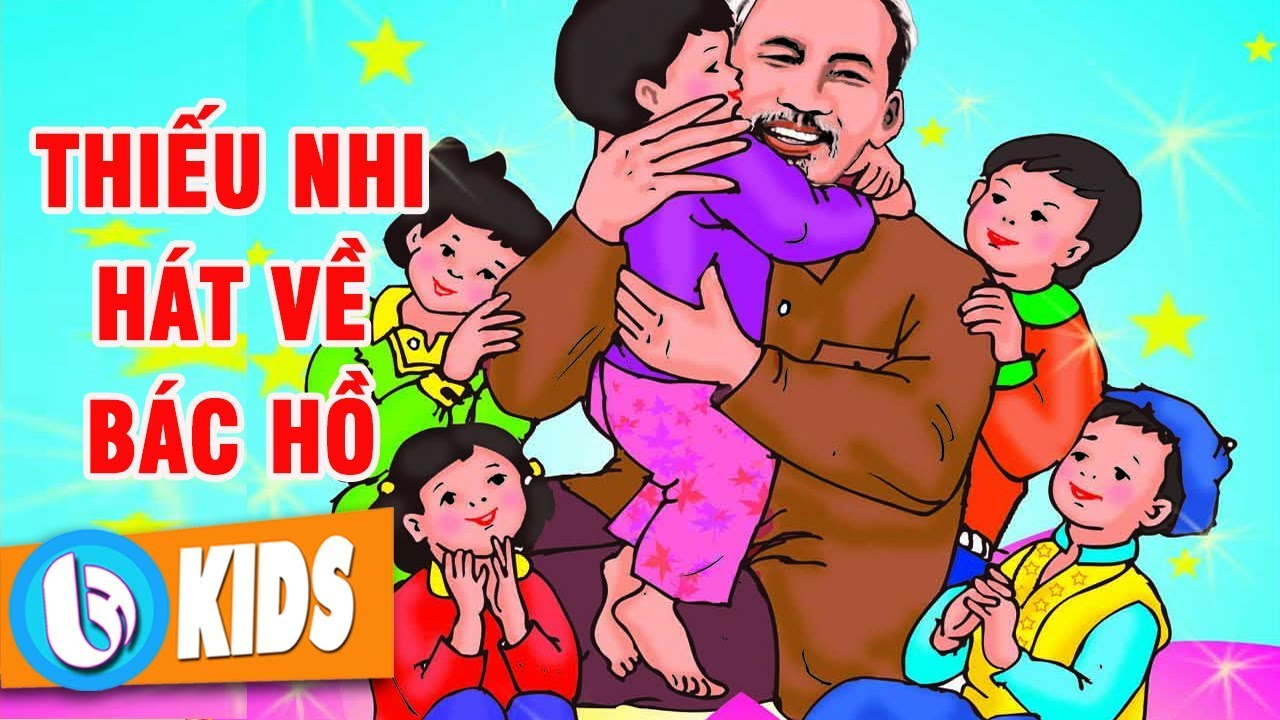 THIẾU NHI
HÁT VỀ
BÁC HỒ
KIDS